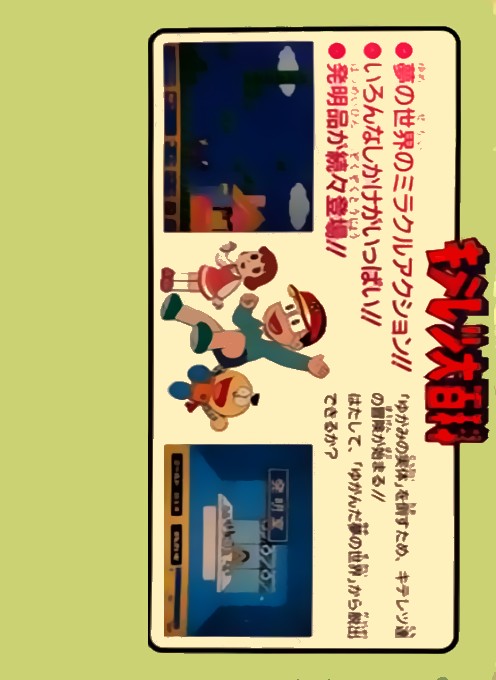 キテレツ大百科
●夢の世界のミラクルアクション!!
●いろんなしかけがいっぱい!!
●発明品が続々登場!!
「ゆがみの実体」を倒すため、キテレツ達
の冒険が始まる!!
はたして、「ゆがんだ夢の世界」から脱出
できるか?
発明室